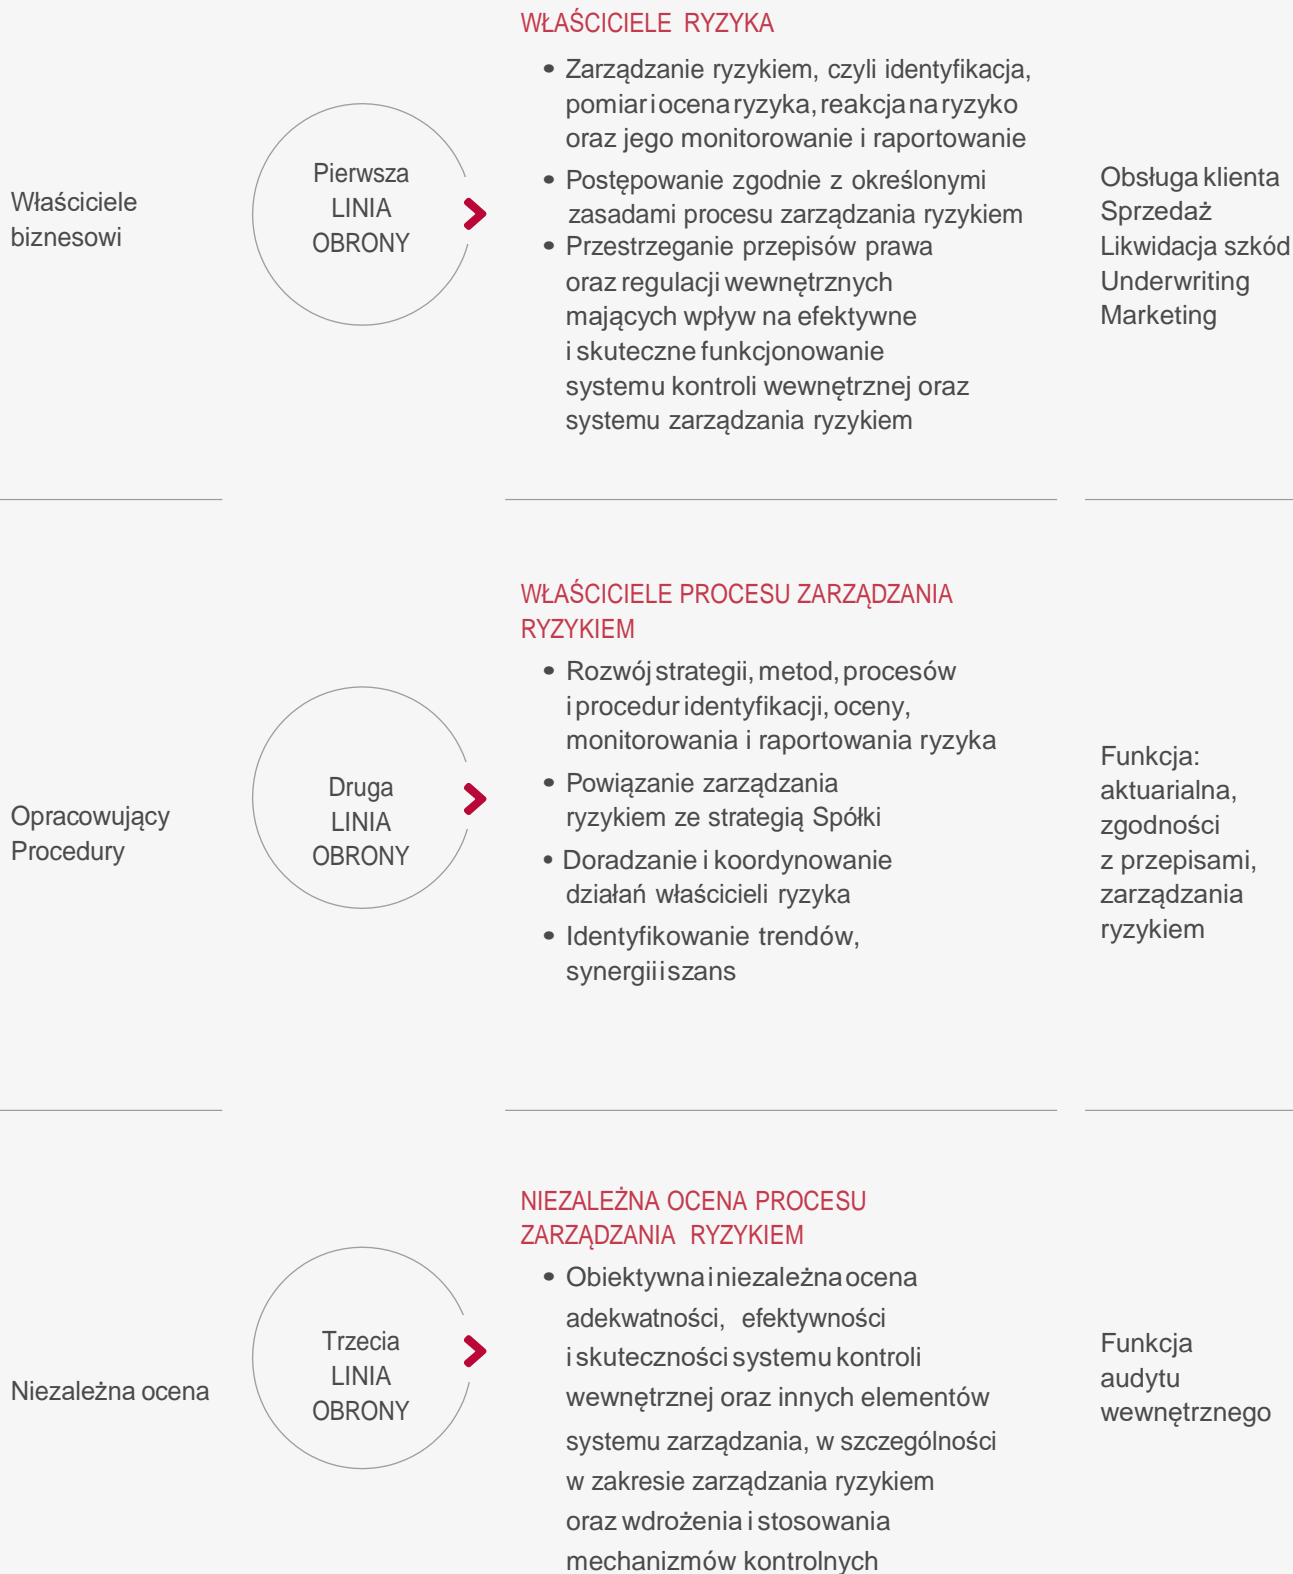 Właściciele
biznesowi
Pierwsza
LINIA
OBRONY
WŁAŚCICIELE RYZYKA
• Zarządzanie ryzykiem, czyli identyfikacja,
pomiar i ocena ryzyka, reakcja na ryzyko
oraz jego monitorowanie i raportowanie
• Postępowanie zgodnie z określonymi
zasadami procesu zarządzania ryzykiem
• Przestrzeganie przepisów prawa
oraz regulacji wewnętrznych
mających wpływ na efektywne
i skuteczne funkcjonowanie
systemu kontroli wewnętrznej oraz
systemu zarządzania ryzykiem
Obsługa klienta
Sprzedaż
Likwidacja szkód
Underwriting
Marketing
Opracowujący
Procedury
Druga
LINIA
OBRONY
WŁAŚCICIELE PROCESU ZARZĄDZANIA
RYZYKIEM
• Rozwój strategii, metod, procesów
i procedur identyfikacji, oceny,
monitorowania i raportowania ryzyka
• Powiązanie zarządzania
ryzykiem ze strategią Spółki
• Doradzanie i koordynowanie
działań właścicieli ryzyka
• Identyfikowanie trendów,
synergii i szans
Funkcja:
aktuarialna,
zgodności
z przepisami,
zarządzania
ryzykiem
Niezależna ocena
Trzecia
LINIA
OBRONY
NIEZALEŻNA OCENA PROCESU
ZARZĄDZANIA RYZYKIEM
• Obiektywna i niezależna ocena
adekwatności, efektywności
i skuteczności systemu kontroli
wewnętrznej oraz innych elementów
systemu zarządzania, w szczególności
w zakresie zarządzania ryzykiem
oraz wdrożenia i stosowania
mechanizmów kontrolnych
Funkcja
audytu
wewnętrznego